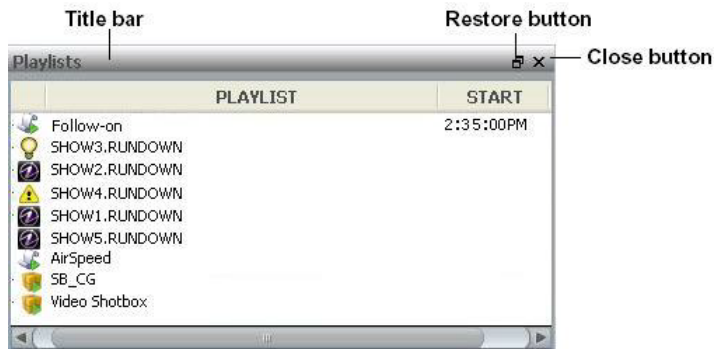 Title bar
Restore button
Close button
Playlists
PLAYLIST START
Follow-on 2:35:00PM
SHOW3.RUNDOWN
SHOW2.RUNDOWN
SHOW4.RUNDOWN
SHOW1.RUNDOWN
SHOW5.RUNDOWN
AirSpeed
SB_CG
Video Shotbox